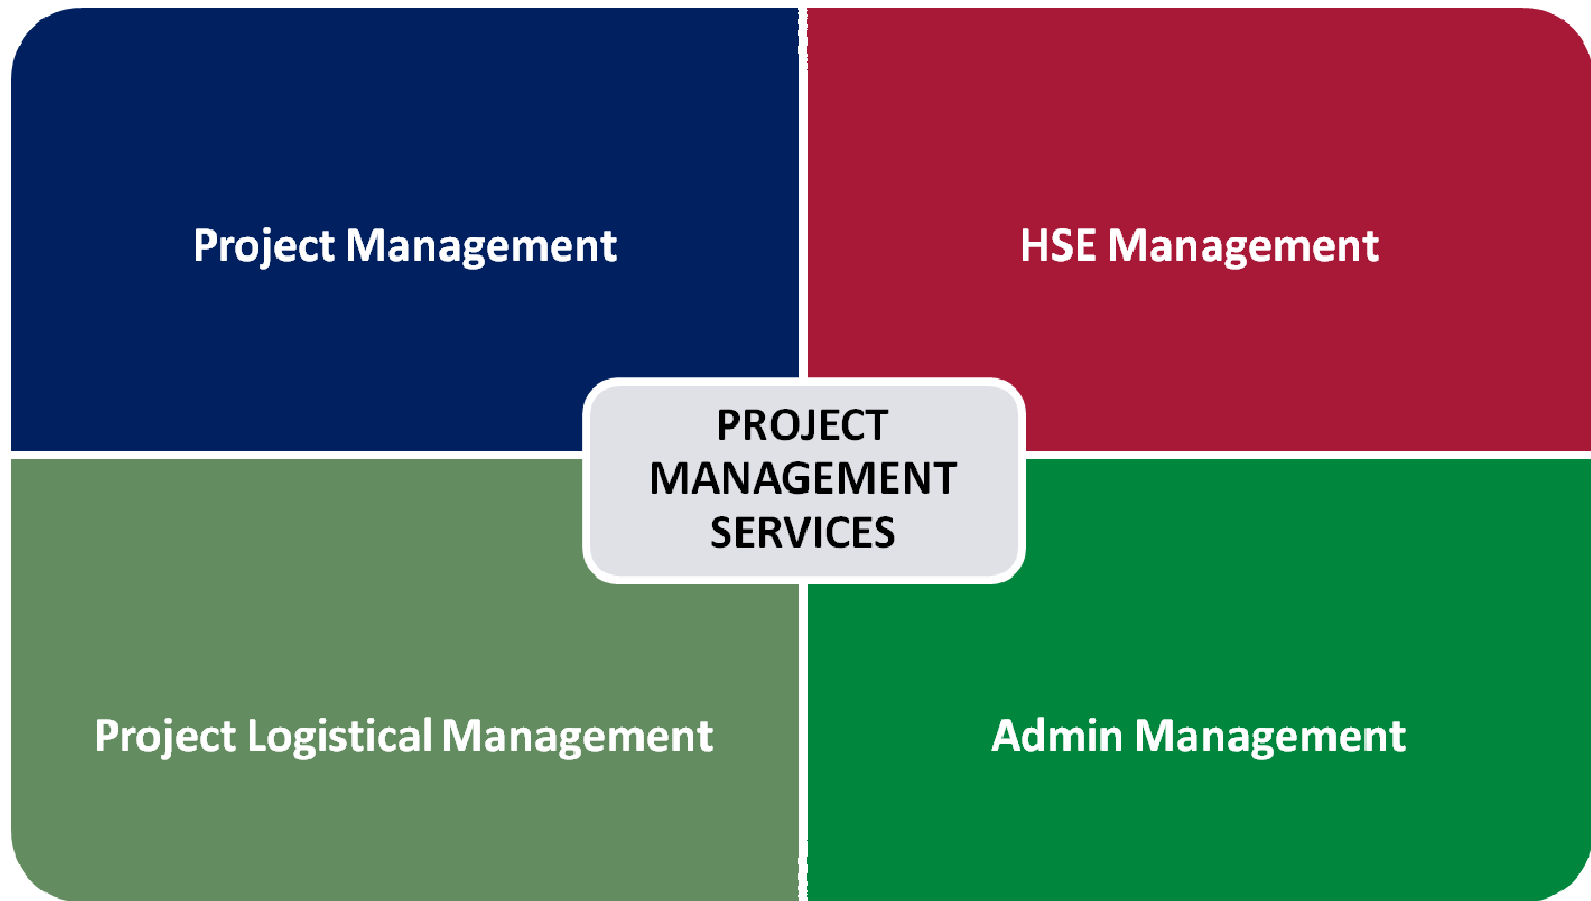 Project Management
HSE Management
PROJECT
MANAGEMENT
SERVICES
Project Logistical Management
Admin Management